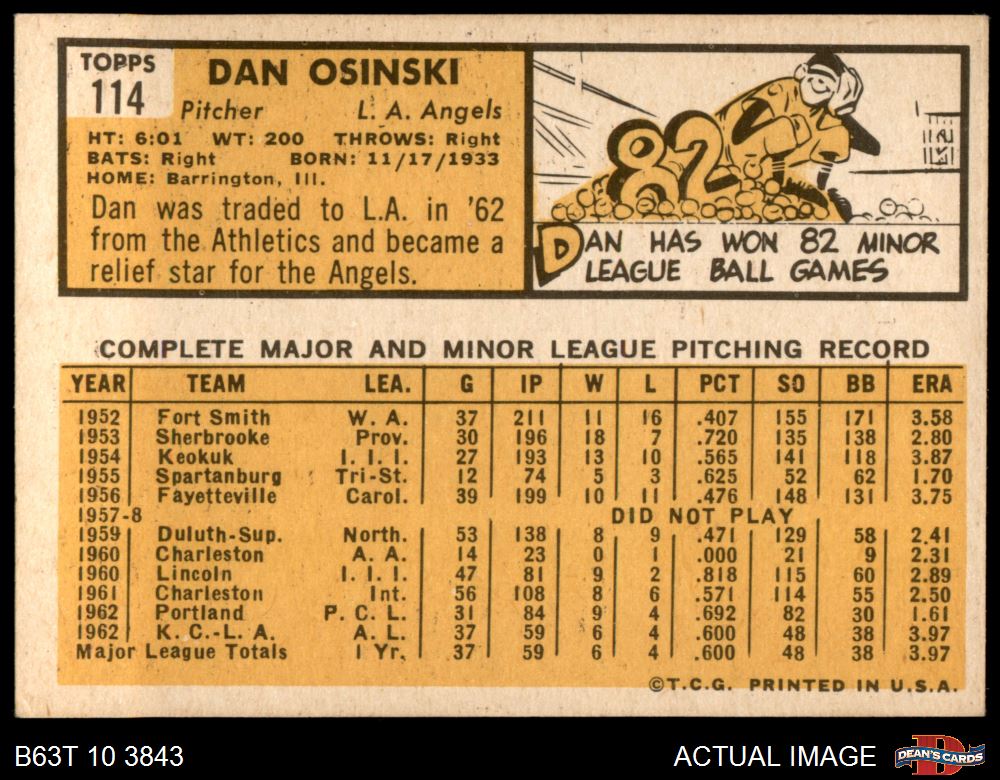 TOPPS
114
DAN OSINSKI
Pitcher L. A. Angels
HT: 6:01 WT: 200 THROWS: Right
BATS: Right BORN: 11/17/1933
HOME: Barrington, Ill.
Dan was traded to L.A. in '62
from the Athletics and became a
relief star for the Angels.
82
DAN HAS WON 82 MINOR
LEAGUE BALL GAMES
COMPLETE MAJOR AND MINOR LEAGUE PITCHING RECORD
YEAR TEAM LEA. G IP W L PCT SO BB ERA
1952 Fort Smith W. A. 37 211 11 16 .407 155 171 3.58
1953 Sherbrooke Prov. 30 196 18 7 .720 135 138 2.80
1954 Keokuk I. I. I. 27 193 13 10 .565 141 118 3.87
1955 Spartanburg Tri-St. 12 74 5 3 .625 52 62 1.70
1956 Fayetteville Carol. 39 199 10 11 .476 148 131 3.75
1957-8 DID NOT PLAY
1959 Duluth-Sup. North. 53 138 8 9 .471 129 58 2.41
1960 Charleston A. A. 14 23 0 1 .000 21 9 2.31
1960 Lincoln I. I. I. 47 81 9 2 .818 115 60 2.89
1961 Charleston Int. 56 108 8 6 .571 114 55 2.50
1962 Portland P. C. L. 31 84 9 4 .692 82 30 1.61
1962 K. C.-L. A. A. L. 37 59 6 4 .600 48 38 3.97
Major League Totals 1 Yr. 37 59 6 4 .600 48 38 3.97
©T.C.G. PRINTED IN U.S.A.
B63T 10 3843 ACTUAL IMAGE DEAN'S CARDS